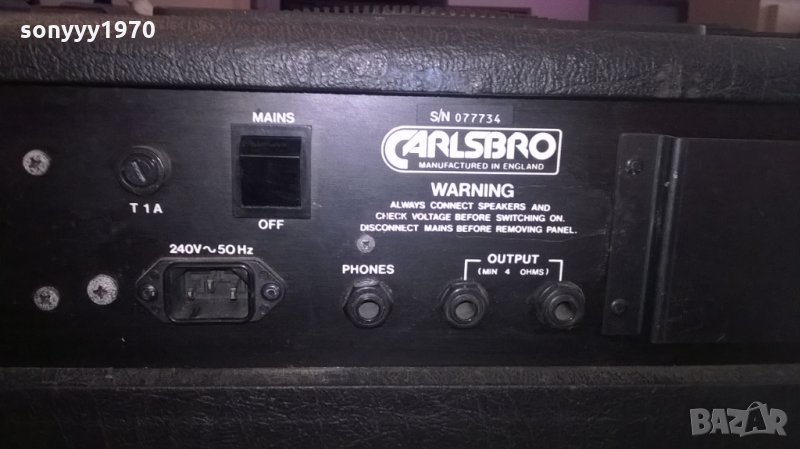 sonyyy1970
S/N 077734
MAINS
CARLSBRO
MANUFACTURED IN ENGLAND
WARNING
ALWAYS CONNECT SPEAKERS AND
CHECK VOLTAGE BEFORE SWITCHING ON.
DISCONNECT MAINS BEFORE REMOVING PANEL.
T1A
OFF
240V~50Hz
PHONES
OUTPUT
(MIN 4 OHMS)
BAZAR